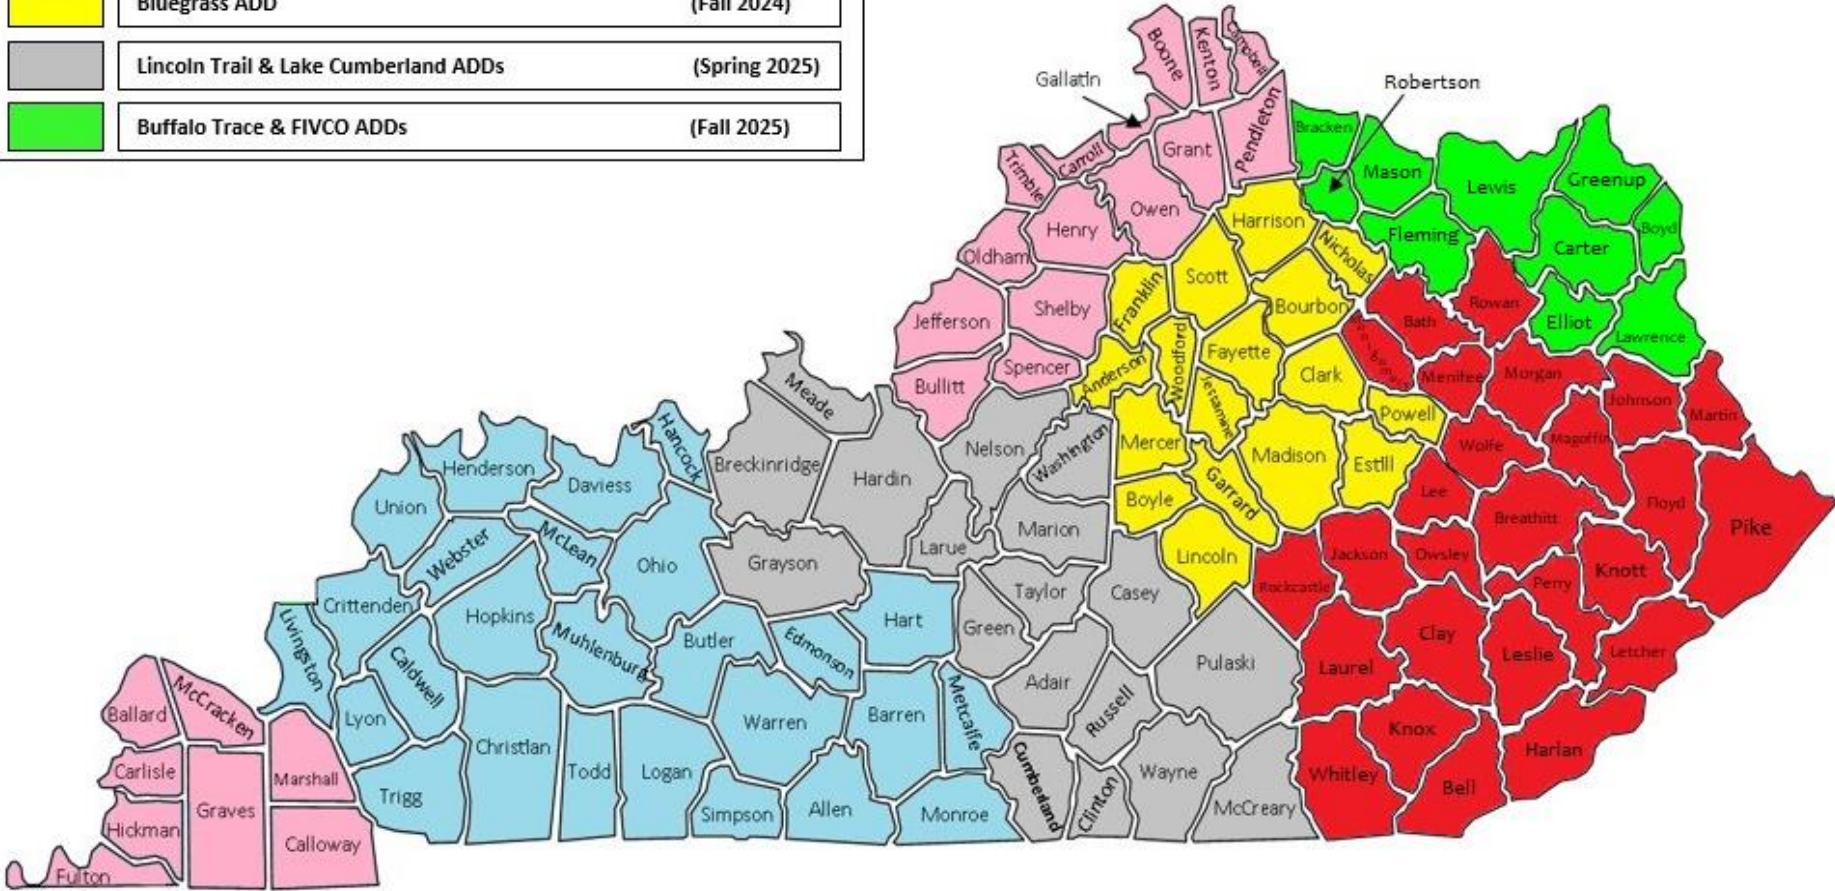 Bluegrass ADD (Fall 2024)
Lincoln Trail & Lake Cumberland ADDs (Spring 2025)
Buffalo Trace & FIVCO ADDs (Fall 2025)
Boone
Kenton
Campbell
Gallatin
Robertson
Pendleton
Bracken
Grant
Carroll
Trimble
Mason
Lewis
Greenup
Owen
Harrison
Henry
Fleming
Boyd
Nicholas
Carter
Oldham
Scott
Franklin
Shelby
Bourbon
Rowan
Jefferson
Bath
Elliot
Lawrence
Woodford
Fayette
Spencer
Anderson
Clark
Menifee
Morgan
Bullitt
Meade
Jessamine
Johnson
Powell
Martin
Hancock
Mercer
Nelson
Washington
Wolfe
Magoffin
Madison
Estill
Breckinridge
Henderson
Hardin
Daviess
Lee
Boyle
Garrard
Floyd
Union
Marion
Breathitt
Pike
McLean
Webster
Larue
Lincoln
Jackson
Owsley
Ohio
Grayson
Knott
Perry
Rockcastle
Taylor
Casey
Crittenden
Hopkins
Hart
Green
Clay
Livingston
Muhlenburg
Butler
Edmonson
Leslie
Letcher
Pulaski
Laurel
Caldwell
Adair
McCracken
Ballard
Lyon
Warren
Barren
Metcalfe
Russell
Knox
Christian
Harlan
Carlisle
Marshall
Todd
Logan
Cumberland
Wayne
Whitley
Trigg
Bell
Graves
Simpson
Allen
Monroe
Clinton
McCreary
Hickman
Calloway
Fulton